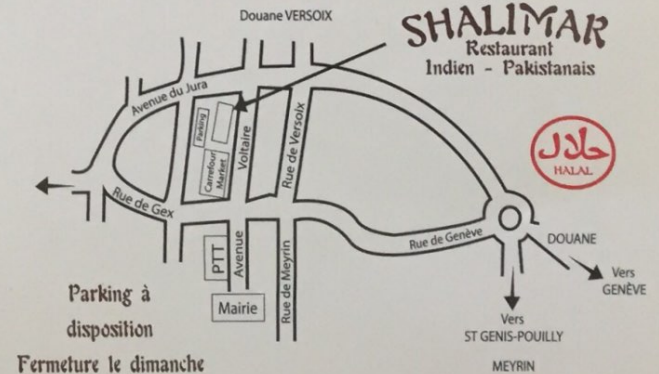 Douane VERSOIX
SHALIMAR
Restaurant
Indien - Pakistanais
Avenue du Jura
Parking
Carrefour
Market
Voltaire
Rue de Versoix
حلال
HALAL
Rue de Gex
Rue de Genève
DOUANE
Vers
GENÈVE
PTT
Avenue
Rue de Meyrin
Mairie
Vers
ST GENIS-POUILLY
MEYRIN
Parking à
disposition
Fermeture le dimanche